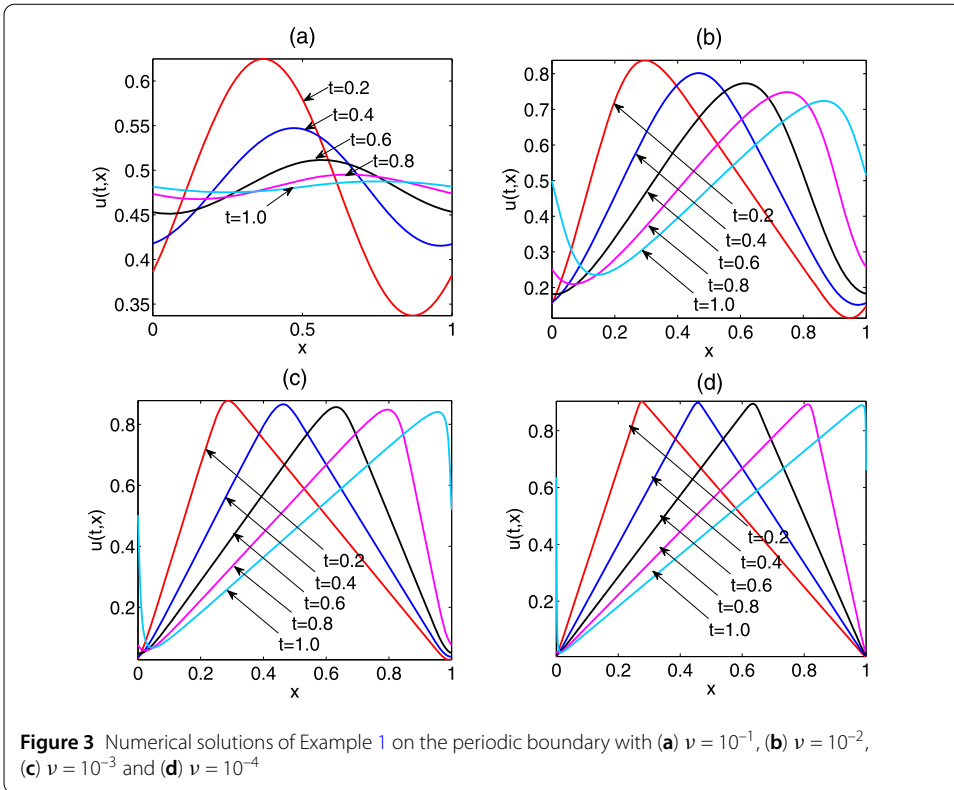 (a)
u(t,x)
0.6
0.55
0.5
0.45
0.4
0.35
0
0.5
1
x
t=0.2
t=0.4
t=0.6
t=0.8
t=1.0
(b)
u(t,x)
0.8
0.7
0.6
0.5
0.4
0.3
0.2
0
0.2
0.4
0.6
0.8
1
x
t=0.2
t=0.4
t=0.6
t=0.8
t=1.0
(c)
u(t,x)
0.8
0.6
0.4
0.2
0
0.2
0.4
0.6
0.8
1
x
t=0.2
t=0.4
t=0.6
t=0.8
t=1.0
(d)
u(t,x)
0.8
0.6
0.4
0.2
0
0.2
0.4
0.6
0.8
1
x
t=0.2
t=0.4
t=0.6
t=0.8
t=1.0
Figure 3 Numerical solutions of Example 1 on the periodic boundary with (a) ν = 10⁻¹, (b) ν = 10⁻²,
(c) ν = 10⁻³ and (d) ν = 10⁻⁴